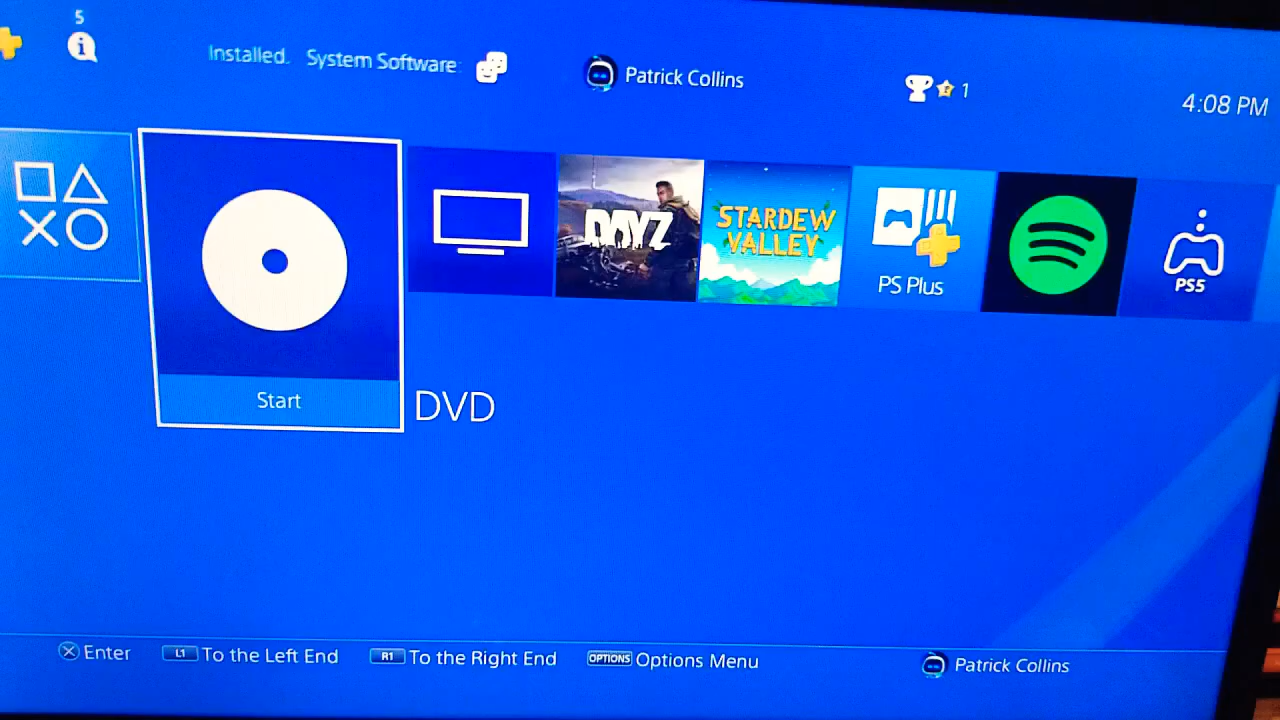 5
Installed. System Software
Patrick Collins
1
4:08 PM
DAYZ
STARDEW
VALLEY
PS Plus
PS5
Start
DVD
Enter
L1 To the Left End
R1 To the Right End
OPTIONS Options Menu
Patrick Collins